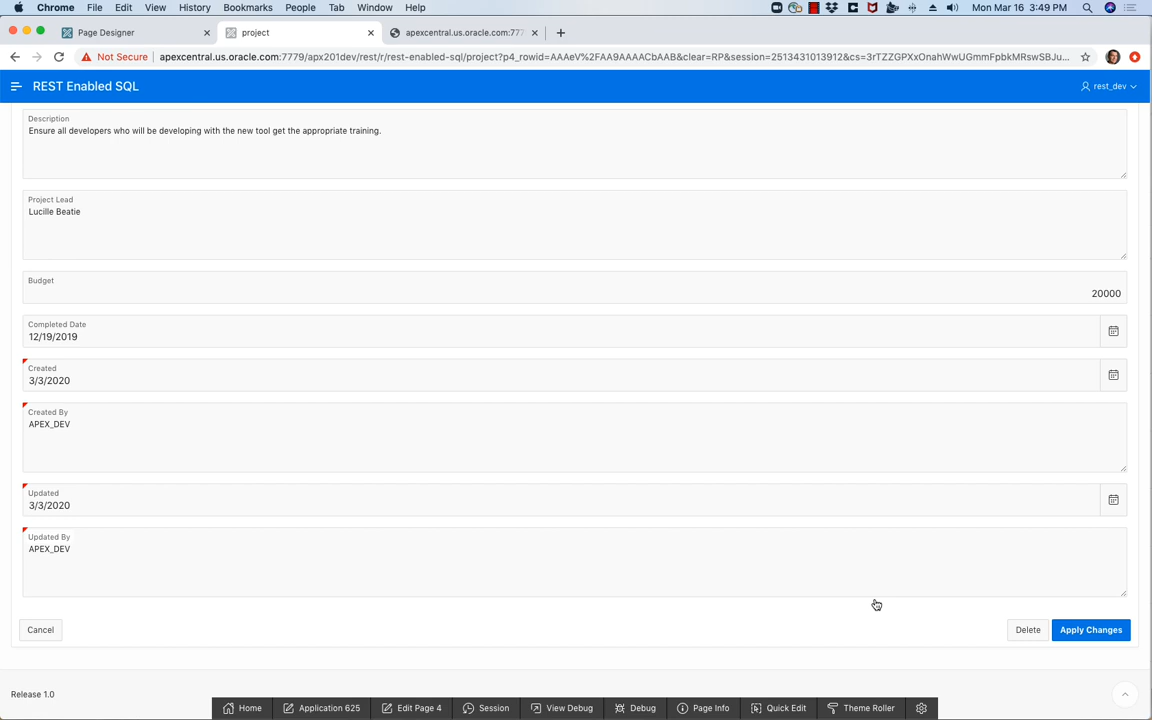 Chrome File Edit View History Bookmarks People Tab Window Help Mon Mar 16 3:49 PM
Page Designer
project
apexcentral.us.oracle.com:777
Not Secure apexcentral.us.oracle.com:7779/apx201dev/rest/r/rest-enabled-sql/project?p4_rowid=AAAeV%2FAA9AAAACbAAB&clear=RP&session=2513431013912&cs=3rTZZGPXxOnahWwUGmmFpbkMRswSBJu...
REST Enabled SQL
rest_dev
Description
Ensure all developers who will be developing with the new tool get the appropriate training.
Project Lead
Lucille Beatie
Budget
20000
Completed Date
12/19/2019
Created
3/3/2020
Created By
APEX_DEV
Updated
3/3/2020
Updated By
APEX_DEV
Cancel
Delete
Apply Changes
Release 1.0
Home
Application 625
Edit Page 4
Session
View Debug
Debug
Page Info
Quick Edit
Theme Roller